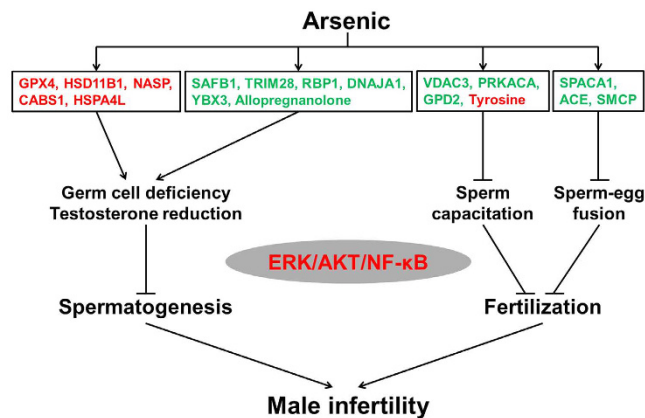 Arsenic
GPX4, HSD11B1, NASP,
CABS1, HSPA4L
SAFB1, TRIM28, RBP1, DNAJA1,
YBX3, Allopregnanolone
VDAC3, PRKACA,
GPD2, Tyrosine
SPACA1,
ACE, SMCP
Germ cell deficiency
Testosterone reduction
Sperm
capacitation
Sperm-egg
fusion
ERK/AKT/NF-κB
Spermatogenesis
Fertilization
Male infertility